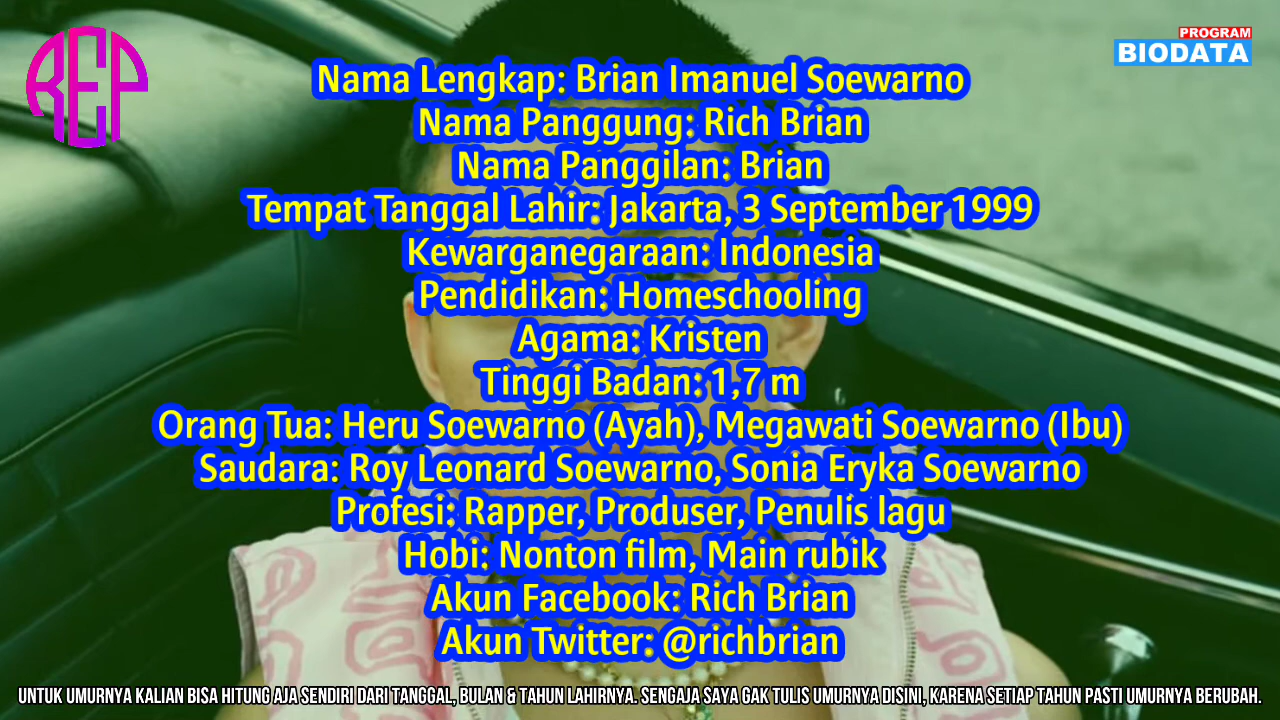 REP
PROGRAM
BIODATA
Nama Lengkap: Brian Imanuel Soewarno
Nama Panggung: Rich Brian
Nama Panggilan: Brian
Tempat Tanggal Lahir: Jakarta, 3 September 1999
Kewarganegaraan: Indonesia
Pendidikan: Homeschooling
Agama: Kristen
Tinggi Badan: 1,7 m
Orang Tua: Heru Soewarno (Ayah), Megawati Soewarno (Ibu)
Saudara: Roy Leonard Soewarno, Sonia Eryka Soewarno
Profesi: Rapper, Produser, Penulis lagu
Hobi: Nonton film, Main rubik
Akun Facebook: Rich Brian
Akun Twitter: @richbrian
UNTUK UMURNYA KALIAN BISA HITUNG AJA SENDIRI DARI TANGGAL, BULAN & TAHUN LAHIRNYA. SENGAJA SAYA GAK TULIS UMURNYA DISINI, KARENA SETIAP TAHUN PASTI UMURNYA BERUBAH.